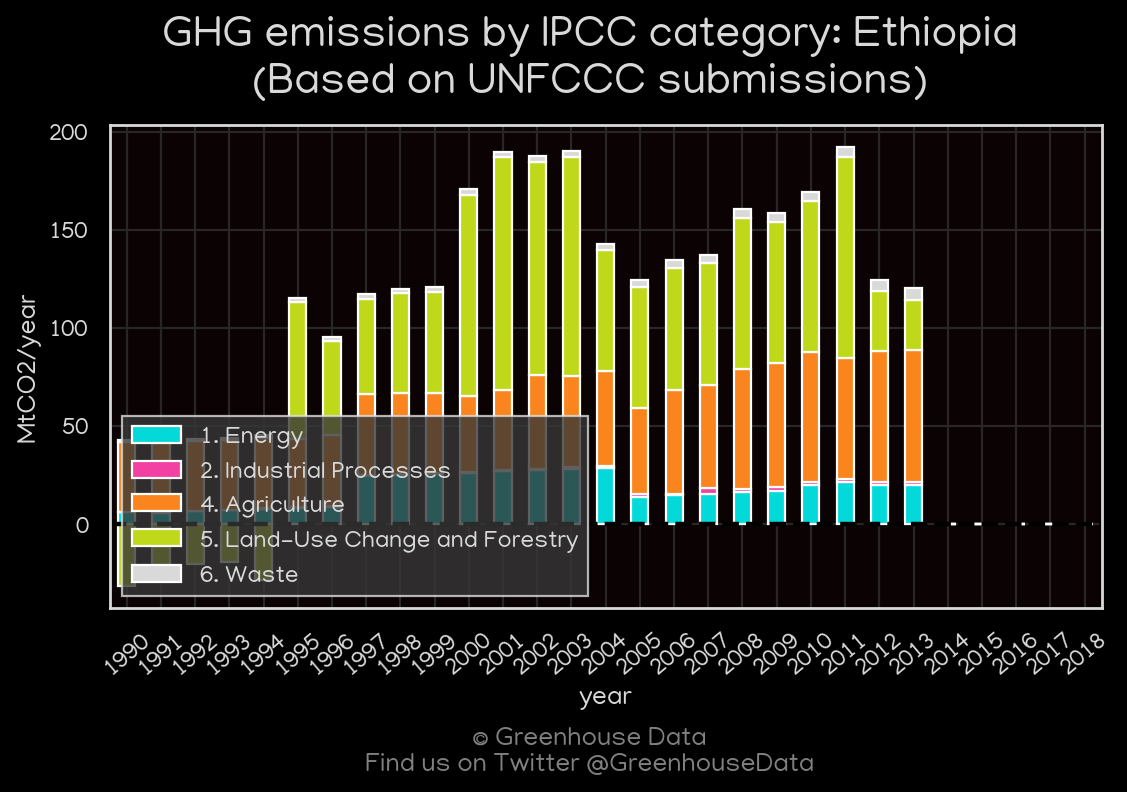 GHG emissions by IPCC category: Ethiopia
(Based on UNFCCC submissions)
200
150
100
50
0
MtCO2/year
1. Energy
2. Industrial Processes
4. Agriculture
5. Land-Use Change and Forestry
6. Waste
1990 1991 1992 1993 1994 1995 1996 1997 1998 1999 2000 2001 2002 2003 2004 2005 2006 2007 2008 2009 2010 2011 2012 2013 2014 2015 2016 2017 2018
year
© Greenhouse Data
Find us on Twitter @GreenhouseData